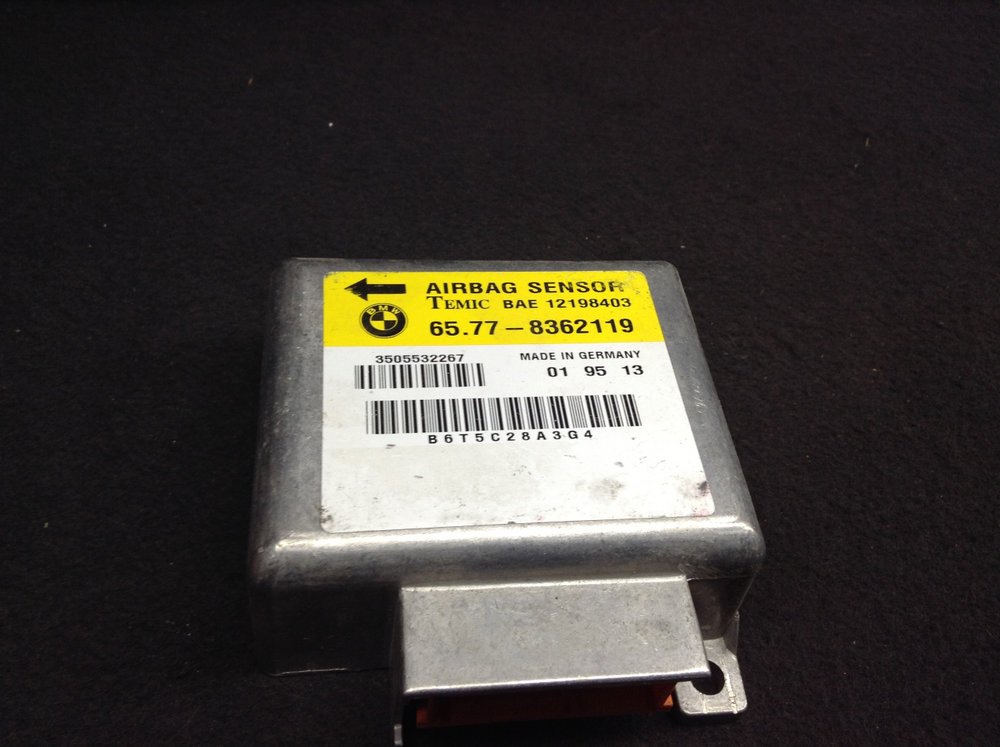 AIRBAG SENSOR
TEMIC BAE 12198403
BMW
65.77-8362119
3505532267
MADE IN GERMANY
01 95 13
B6T5C28A3G4